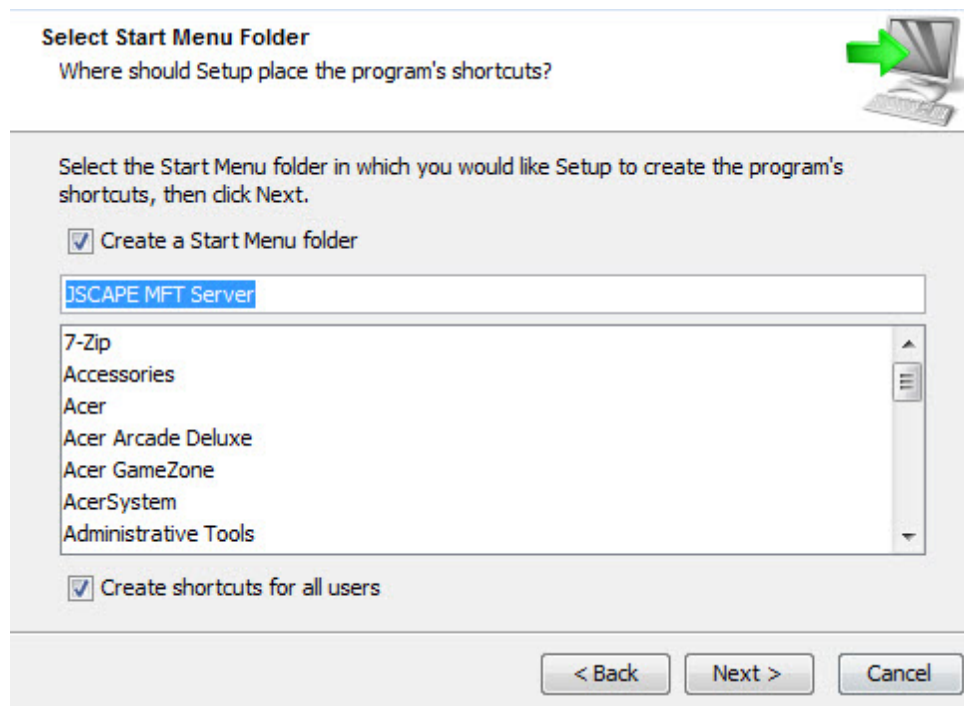 Select Start Menu Folder
Where should Setup place the program's shortcuts?
Select the Start Menu folder in which you would like Setup to create the program's
shortcuts, then click Next.
Create a Start Menu folder
JSCAPE MFT Server
7-Zip
Accessories
Acer
Acer Arcade Deluxe
Acer GameZone
AcerSystem
Administrative Tools
Create shortcuts for all users
< Back Next > Cancel